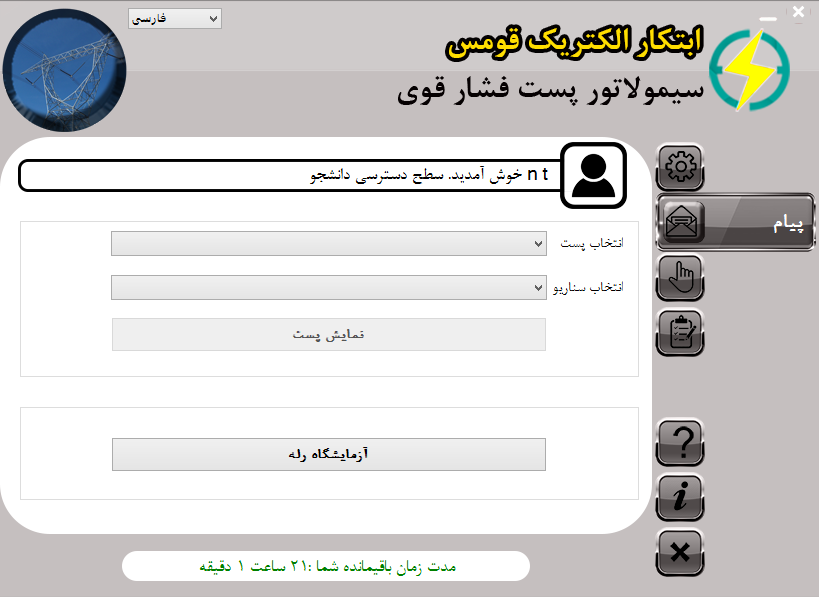 فارسی
ابتکار الکتریک قومس
سیمولاتور پست فشار قوی
n t خوش آمدید. سطح دسترسی دانشجو
پیام
انتخاب پست
انتخاب سناریو
نمایش پست
آزمایشگاه رله
مدت زمان باقیمانده شما :۲۱ ساعت ۱ دقیقه